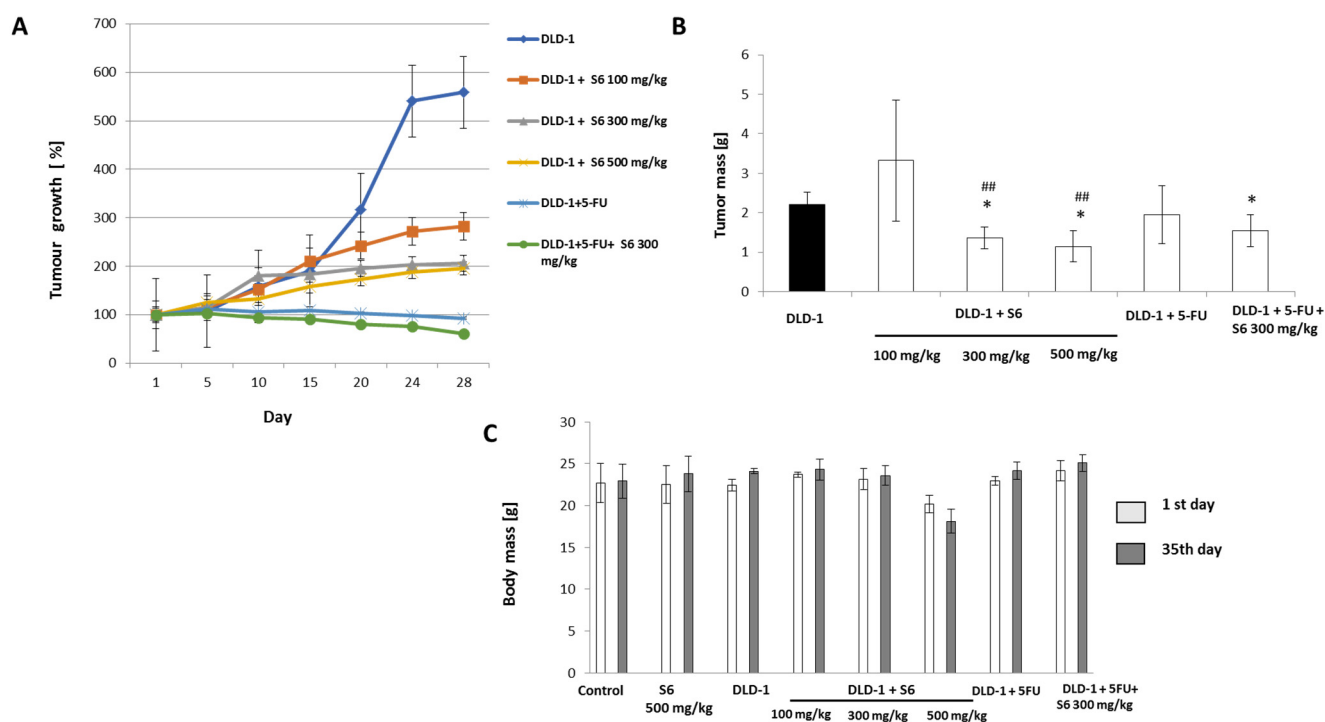 A
700
600
500
400
300
200
100
0
Tumour growth [ %]
1 5 10 15 20 24 28
Day
DLD-1
DLD-1 + S6 100 mg/kg
DLD-1 + S6 300 mg/kg
DLD-1 + S6 500 mg/kg
DLD-1+5-FU
DLD-1+5-FU+ S6 300
mg/kg
B
6
5
4
3
2
1
0
Tumor mass [g]
## ##
* * *
DLD-1 DLD-1 + S6 DLD-1 + 5-FU DLD-1 + 5-FU+
S6 300 mg/kg
100 mg/kg 300 mg/kg 500 mg/kg
C
30
25
20
15
10
5
0
Body mass [g]
Control S6 DLD-1 DLD-1 + S6 DLD-1 + 5FU DLD-1 + 5FU+
500 mg/kg 100 mg/kg 300 mg/kg 500 mg/kg S6 300 mg/kg
1 st day
35th day